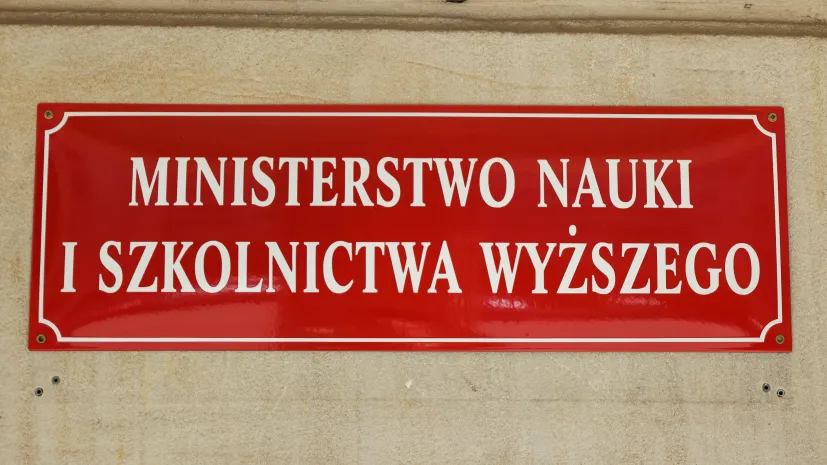 MINISTERSTWO NAUKI
I SZKOLNICTWA WYŻSZEGO